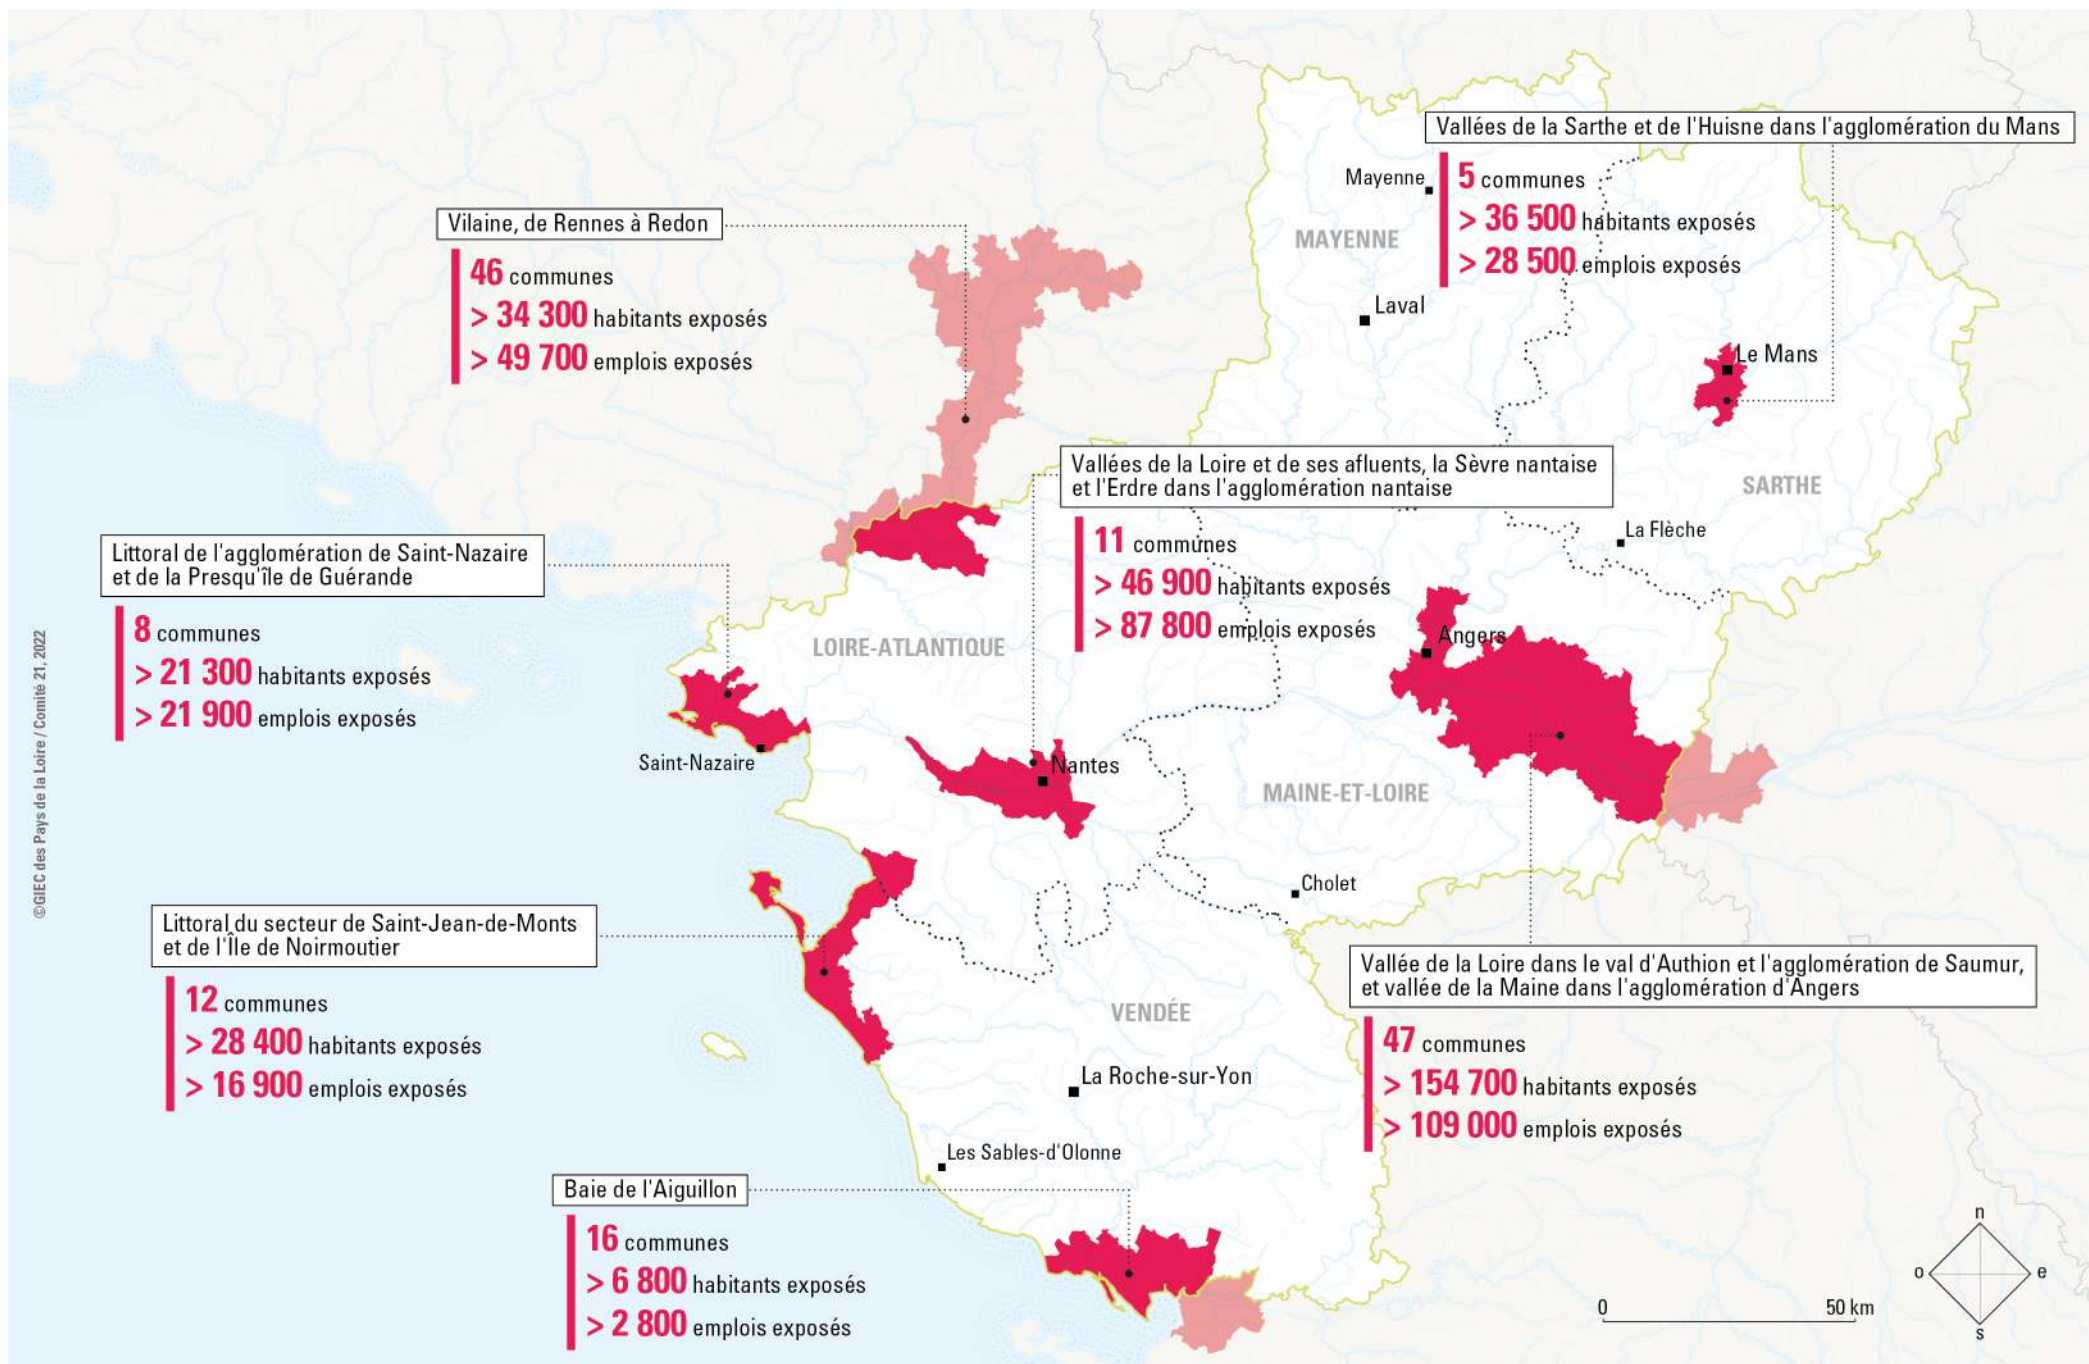 Vallées de la Sarthe et de l'Huisne dans l'agglomération du Mans
5 communes
> 36 500 habitants exposés
> 28 500 emplois exposés
Mayenne
MAYENNE
Laval
Le Mans
SARTHE
La Flèche
Vilaine, de Rennes à Redon
46 communes
> 34 300 habitants exposés
> 49 700 emplois exposés
Vallées de la Loire et de ses afluents, la Sèvre nantaise
et l'Erdre dans l'agglomération nantaise
11 communes
> 46 900 habitants exposés
> 87 800 emplois exposés
Littoral de l'agglomération de Saint-Nazaire
et de la Presqu'île de Guérande
8 communes
> 21 300 habitants exposés
> 21 900 emplois exposés
LOIRE-ATLANTIQUE
Angers
Saint-Nazaire
Nantes
MAINE-ET-LOIRE
Cholet
©GIEC des Pays de la Loire / Comité 21, 2022
Littoral du secteur de Saint-Jean-de-Monts
et de l'Île de Noirmoutier
12 communes
> 28 400 habitants exposés
> 16 900 emplois exposés
Vallée de la Loire dans le val d'Authion et l'agglomération de Saumur,
et vallée de la Maine dans l'agglomération d'Angers
47 communes
> 154 700 habitants exposés
> 109 000 emplois exposés
VENDÉE
La Roche-sur-Yon
Les Sables-d'Olonne
Baie de l'Aiguillon
16 communes
> 6 800 habitants exposés
> 2 800 emplois exposés
0 50 km
n
o e
s